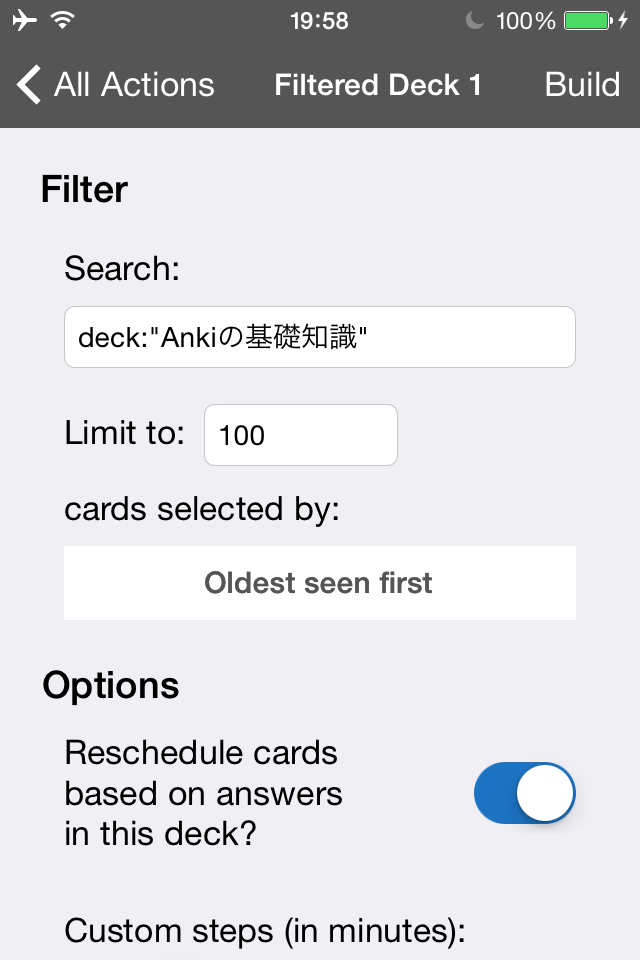 19:58
100%
All Actions
Filtered Deck 1
Build
Filter
Search:
deck:"Ankiの基礎知識"
Limit to:
100
cards selected by:
Oldest seen first
Options
Reschedule cards
based on answers
in this deck?
Custom steps (in minutes):